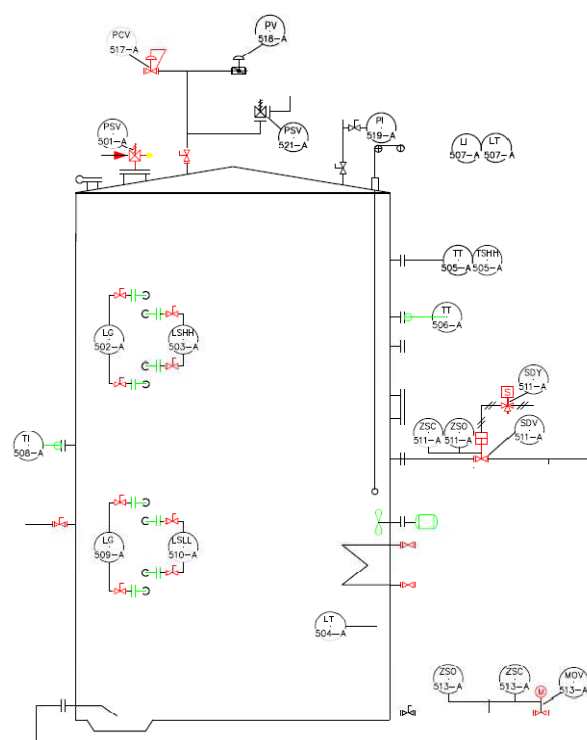 PCV
517-A
PV
518-A
PSV
501-A
PSV
521-A
PI
519-A
LI
507-A
LT
507-A
TT
505-A
TSHH
505-A
TT
506-A
LG
502-A
LSHH
503-A
S
SDY
511-A
ZSC
511-A
ZSO
511-A
SDV
511-A
TI
508-A
LG
509-A
LSLL
510-A
LT
504-A
ZSO
513-A
ZSC
513-A
M
MOV
513-A